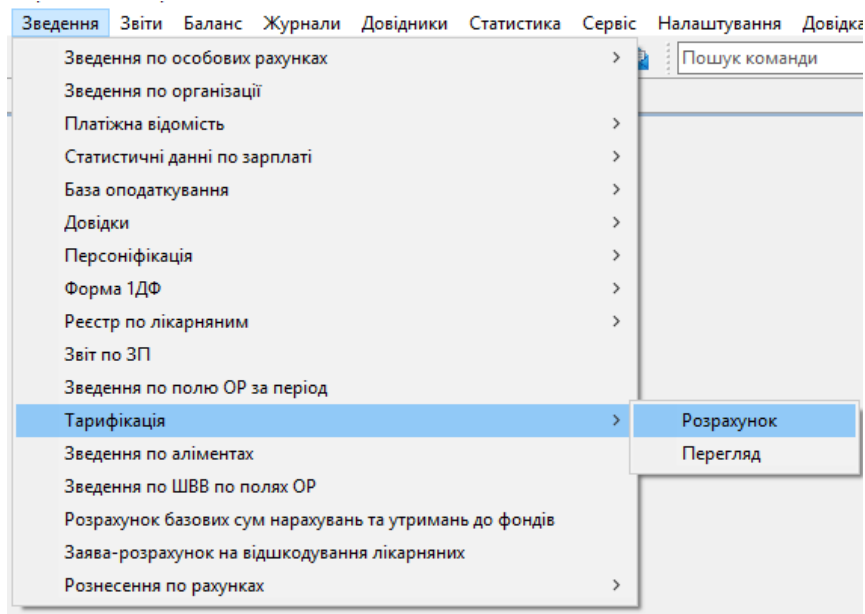 Зведення Звіти Баланс Журнали Довідники Статистика Сервіс Налаштування Довідка
Пошук команди
Зведення по особових рахунках
Зведення по організації
Платіжна відомість
Статистичні данні по зарплаті
База оподаткування
Довідки
Персоніфікація
Форма 1ДФ
Реєстр по лікарняним
Звіт по ЗП
Зведення по полю ОР за період
Тарифікація
Розрахунок
Перегляд
Зведення по аліментах
Зведення по ШВВ по полях ОР
Розрахунок базових сум нарахувань та утримань до фондів
Заява-розрахунок на відшкодування лікарняних
Рознесення по рахунках